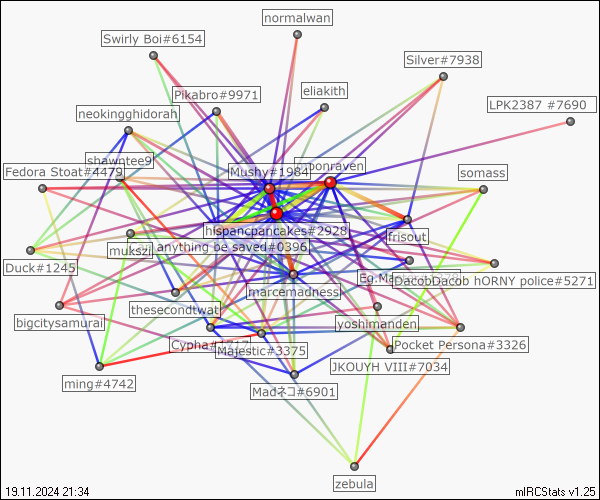 normalwan
Swirly Boi#6154
Silver#7938
Pikabro#9971
eliakith
LPK2387 #7690
neokingghidorah
shawntee9
Fedora Stoat#4479
Mushy#1984
mponraven
somass
hispancpancakes#2928
frisout
mukszi
anything be saved#0396
Duck#1245
Eg.Ma
DacobDacob hORNY police#5271
marcemadness
thesecondtwat
bigcitysamurai
yoshimanden
Cypha
Majestic#3375
Pocket Persona#3326
JKOUYH VIII#7034
ming#4742
Madネコ#6901
zebula
19.11.2024 21:34
mIRCStats v1.25